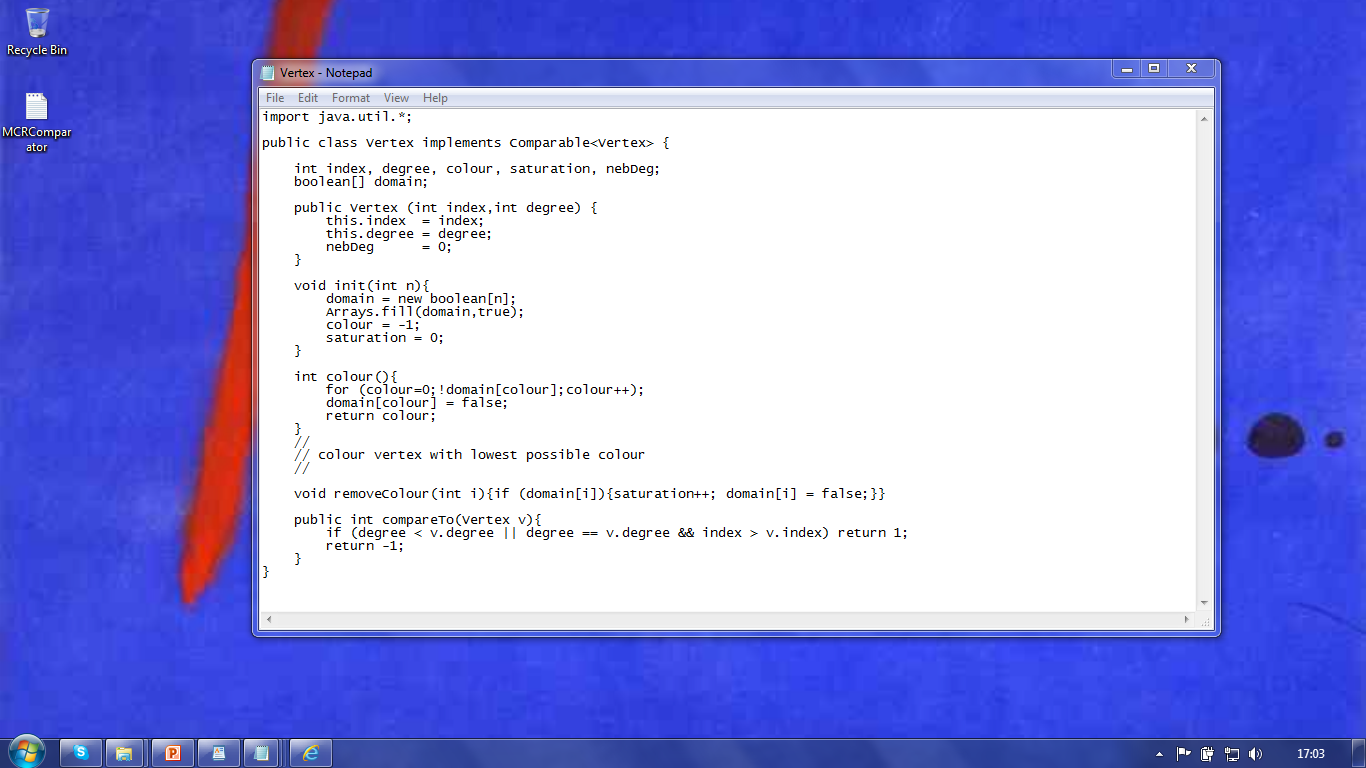 Recycle Bin
MCRCompar
ator
Vertex - Notepad
File Edit Format View Help
import java.util.*;
public class Vertex implements Comparable<Vertex> {
    int index, degree, colour, saturation, nebDeg;
    boolean[] domain;
    public Vertex (int index,int degree) {
        this.index  = index;
        this.degree = degree;
        nebDeg      = 0;
    }
    void init(int n){
        domain = new boolean[n];
        Arrays.fill(domain,true);
        colour = -1;
        saturation = 0;
    }
    int colour(){
        for (colour=0;!domain[colour];colour++);
        domain[colour] = false;
        return colour;
    }
    //
    // colour vertex with lowest possible colour
    //
    void removeColour(int i){if (domain[i]){saturation++; domain[i] = false;}}
    public int compareTo(Vertex v){
        if (degree < v.degree || degree == v.degree && index > v.index) return 1;
        return -1;
    }
}
17:03